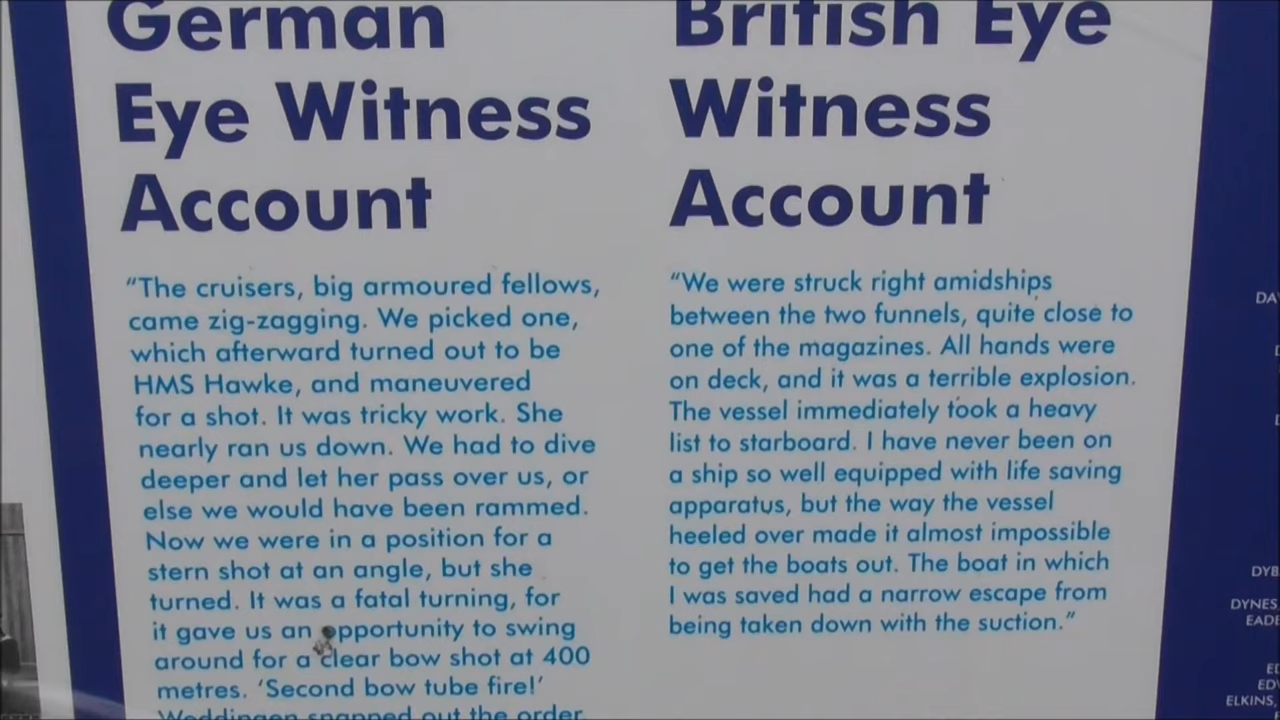 German
Eye Witness
Account
"The cruisers, big armoured fellows,
came zig-zagging. We picked one,
which afterward turned out to be
HMS Hawke, and maneuvered
for a shot. It was tricky work. She
nearly ran us down. We had to dive
deeper and let her pass over us, or
else we would have been rammed.
Now we were in a position for a
stern shot at an angle, but she
turned. It was a fatal turning, for
it gave us an opportunity to swing
around for a clear bow shot at 400
metres. 'Second bow tube fire!'
Weddingen snapped out the order
British Eye
Witness
Account
"We were struck right amidships
between the two funnels, quite close to
one of the magazines. All hands were
on deck, and it was a terrible explosion.
The vessel immediately took a heavy
list to starboard. I have never been on
a ship so well equipped with life saving
apparatus, but the way the vessel
heeled over made it almost impossible
to get the boats out. The boat in which
I was saved had a narrow escape from
being taken down with the suction."
DYNES,
ELKINS,